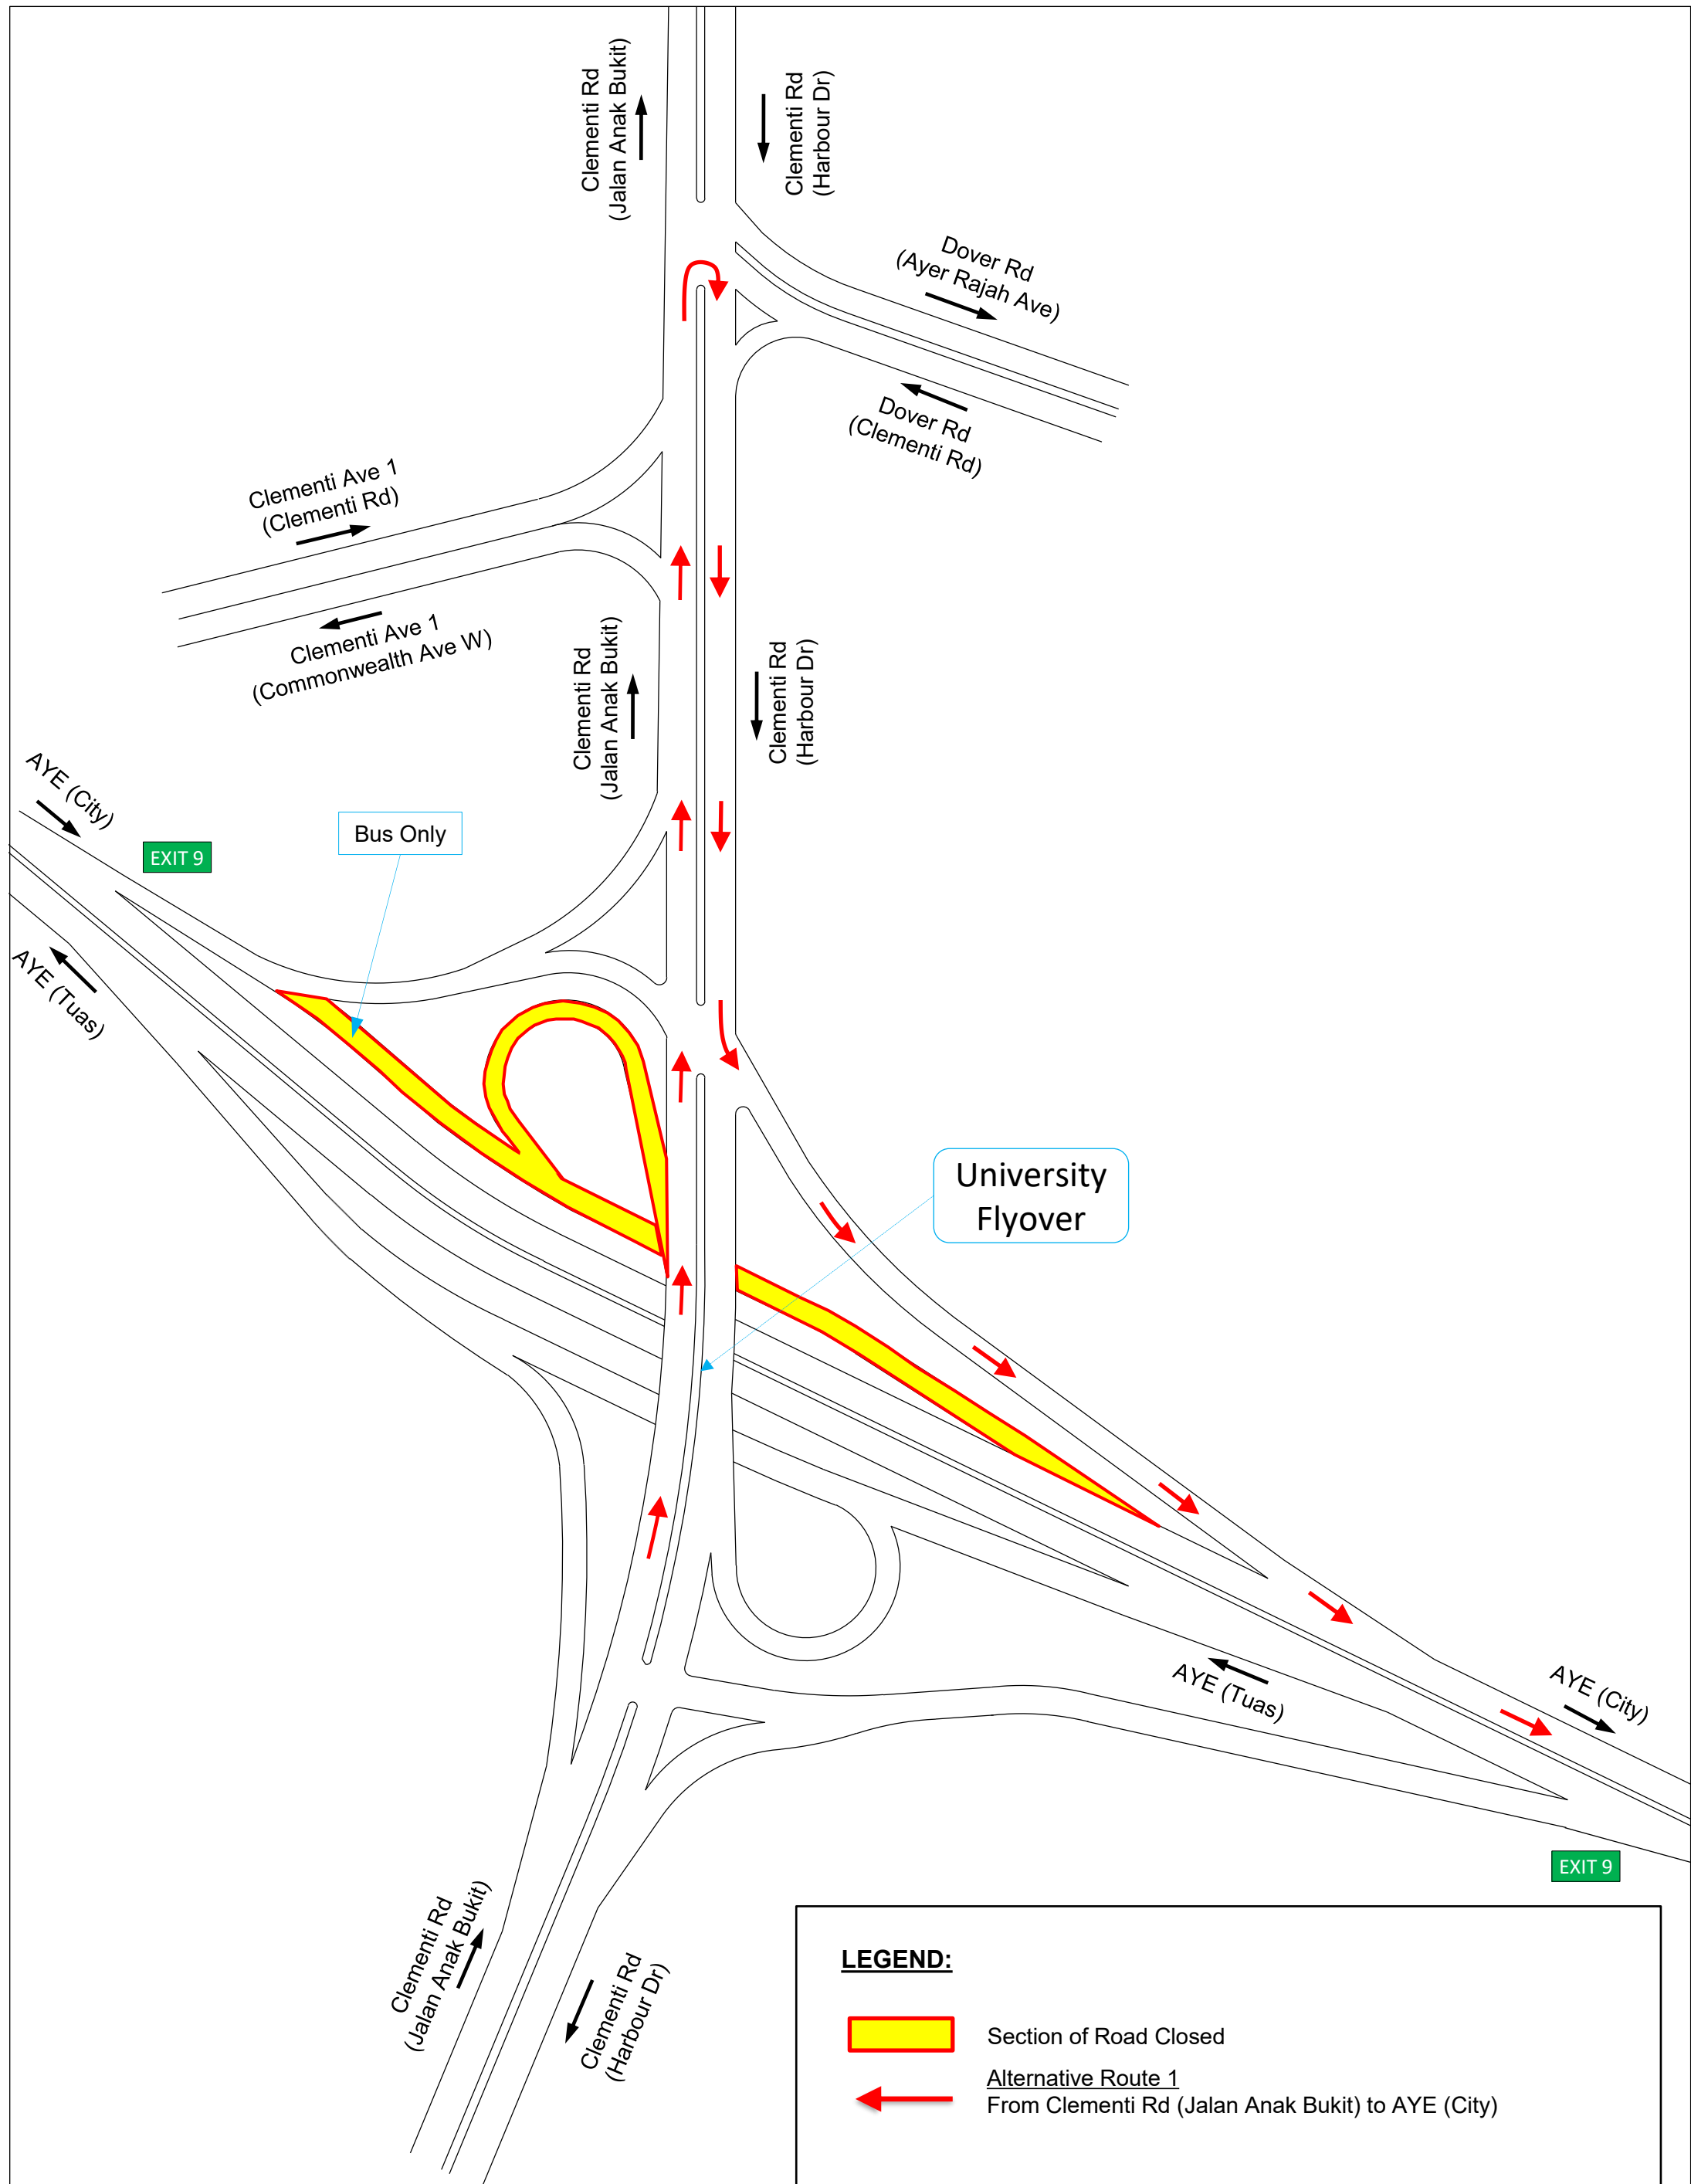 Clementi Rd
(Jalan Anak Bukit)
Clementi Rd
(Harbour Dr)
Dover Rd
(Ayer Rajah Ave)
Dover Rd
(Clementi Rd)
Clementi Ave 1
(Clementi Rd)
Clementi Ave 1
(Commonwealth Ave W)
Clementi Rd
(Jalan Anak Bukit)
Clementi Rd
(Harbour Dr)
AYE (City)
EXIT 9
Bus Only
AYE (Tuas)
University
Flyover
AYE (Tuas)
AYE (City)
EXIT 9
Clementi Rd
(Jalan Anak Bukit)
Clementi Rd
(Harbour Dr)
LEGEND:
Section of Road Closed
Alternative Route 1
From Clementi Rd (Jalan Anak Bukit) to AYE (City)